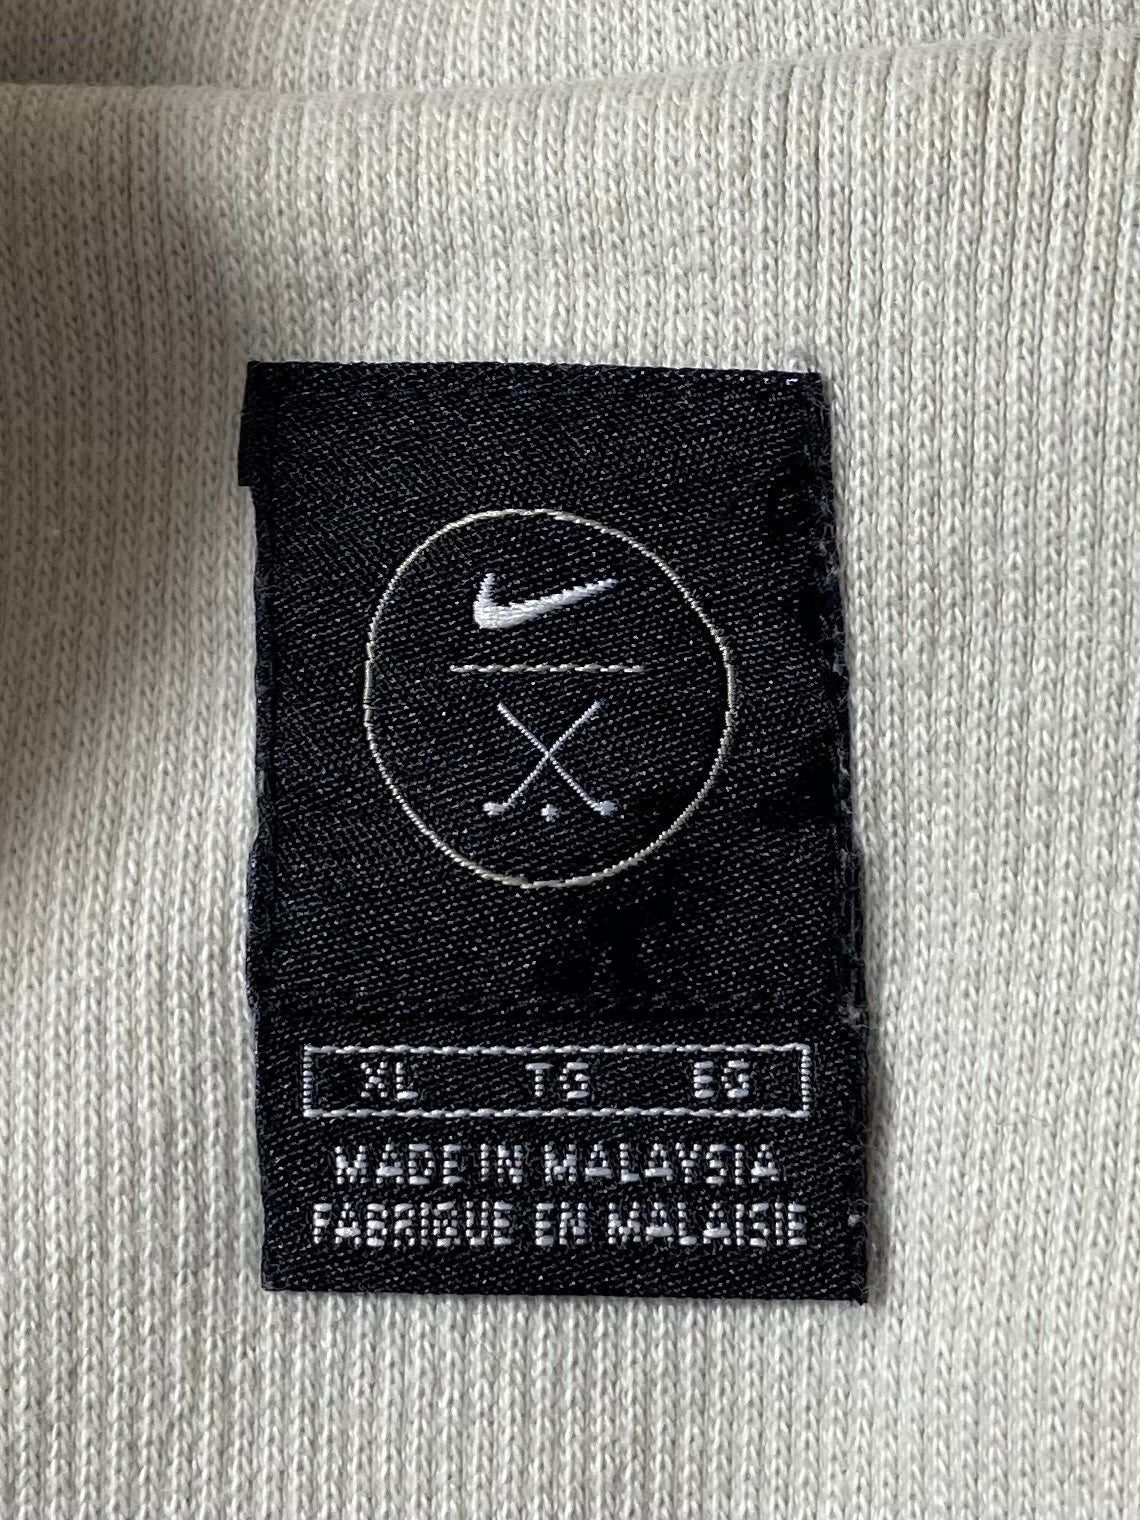 XL TG EG
MADE IN MALAYSIA
FABRIQUE EN MALAISIE